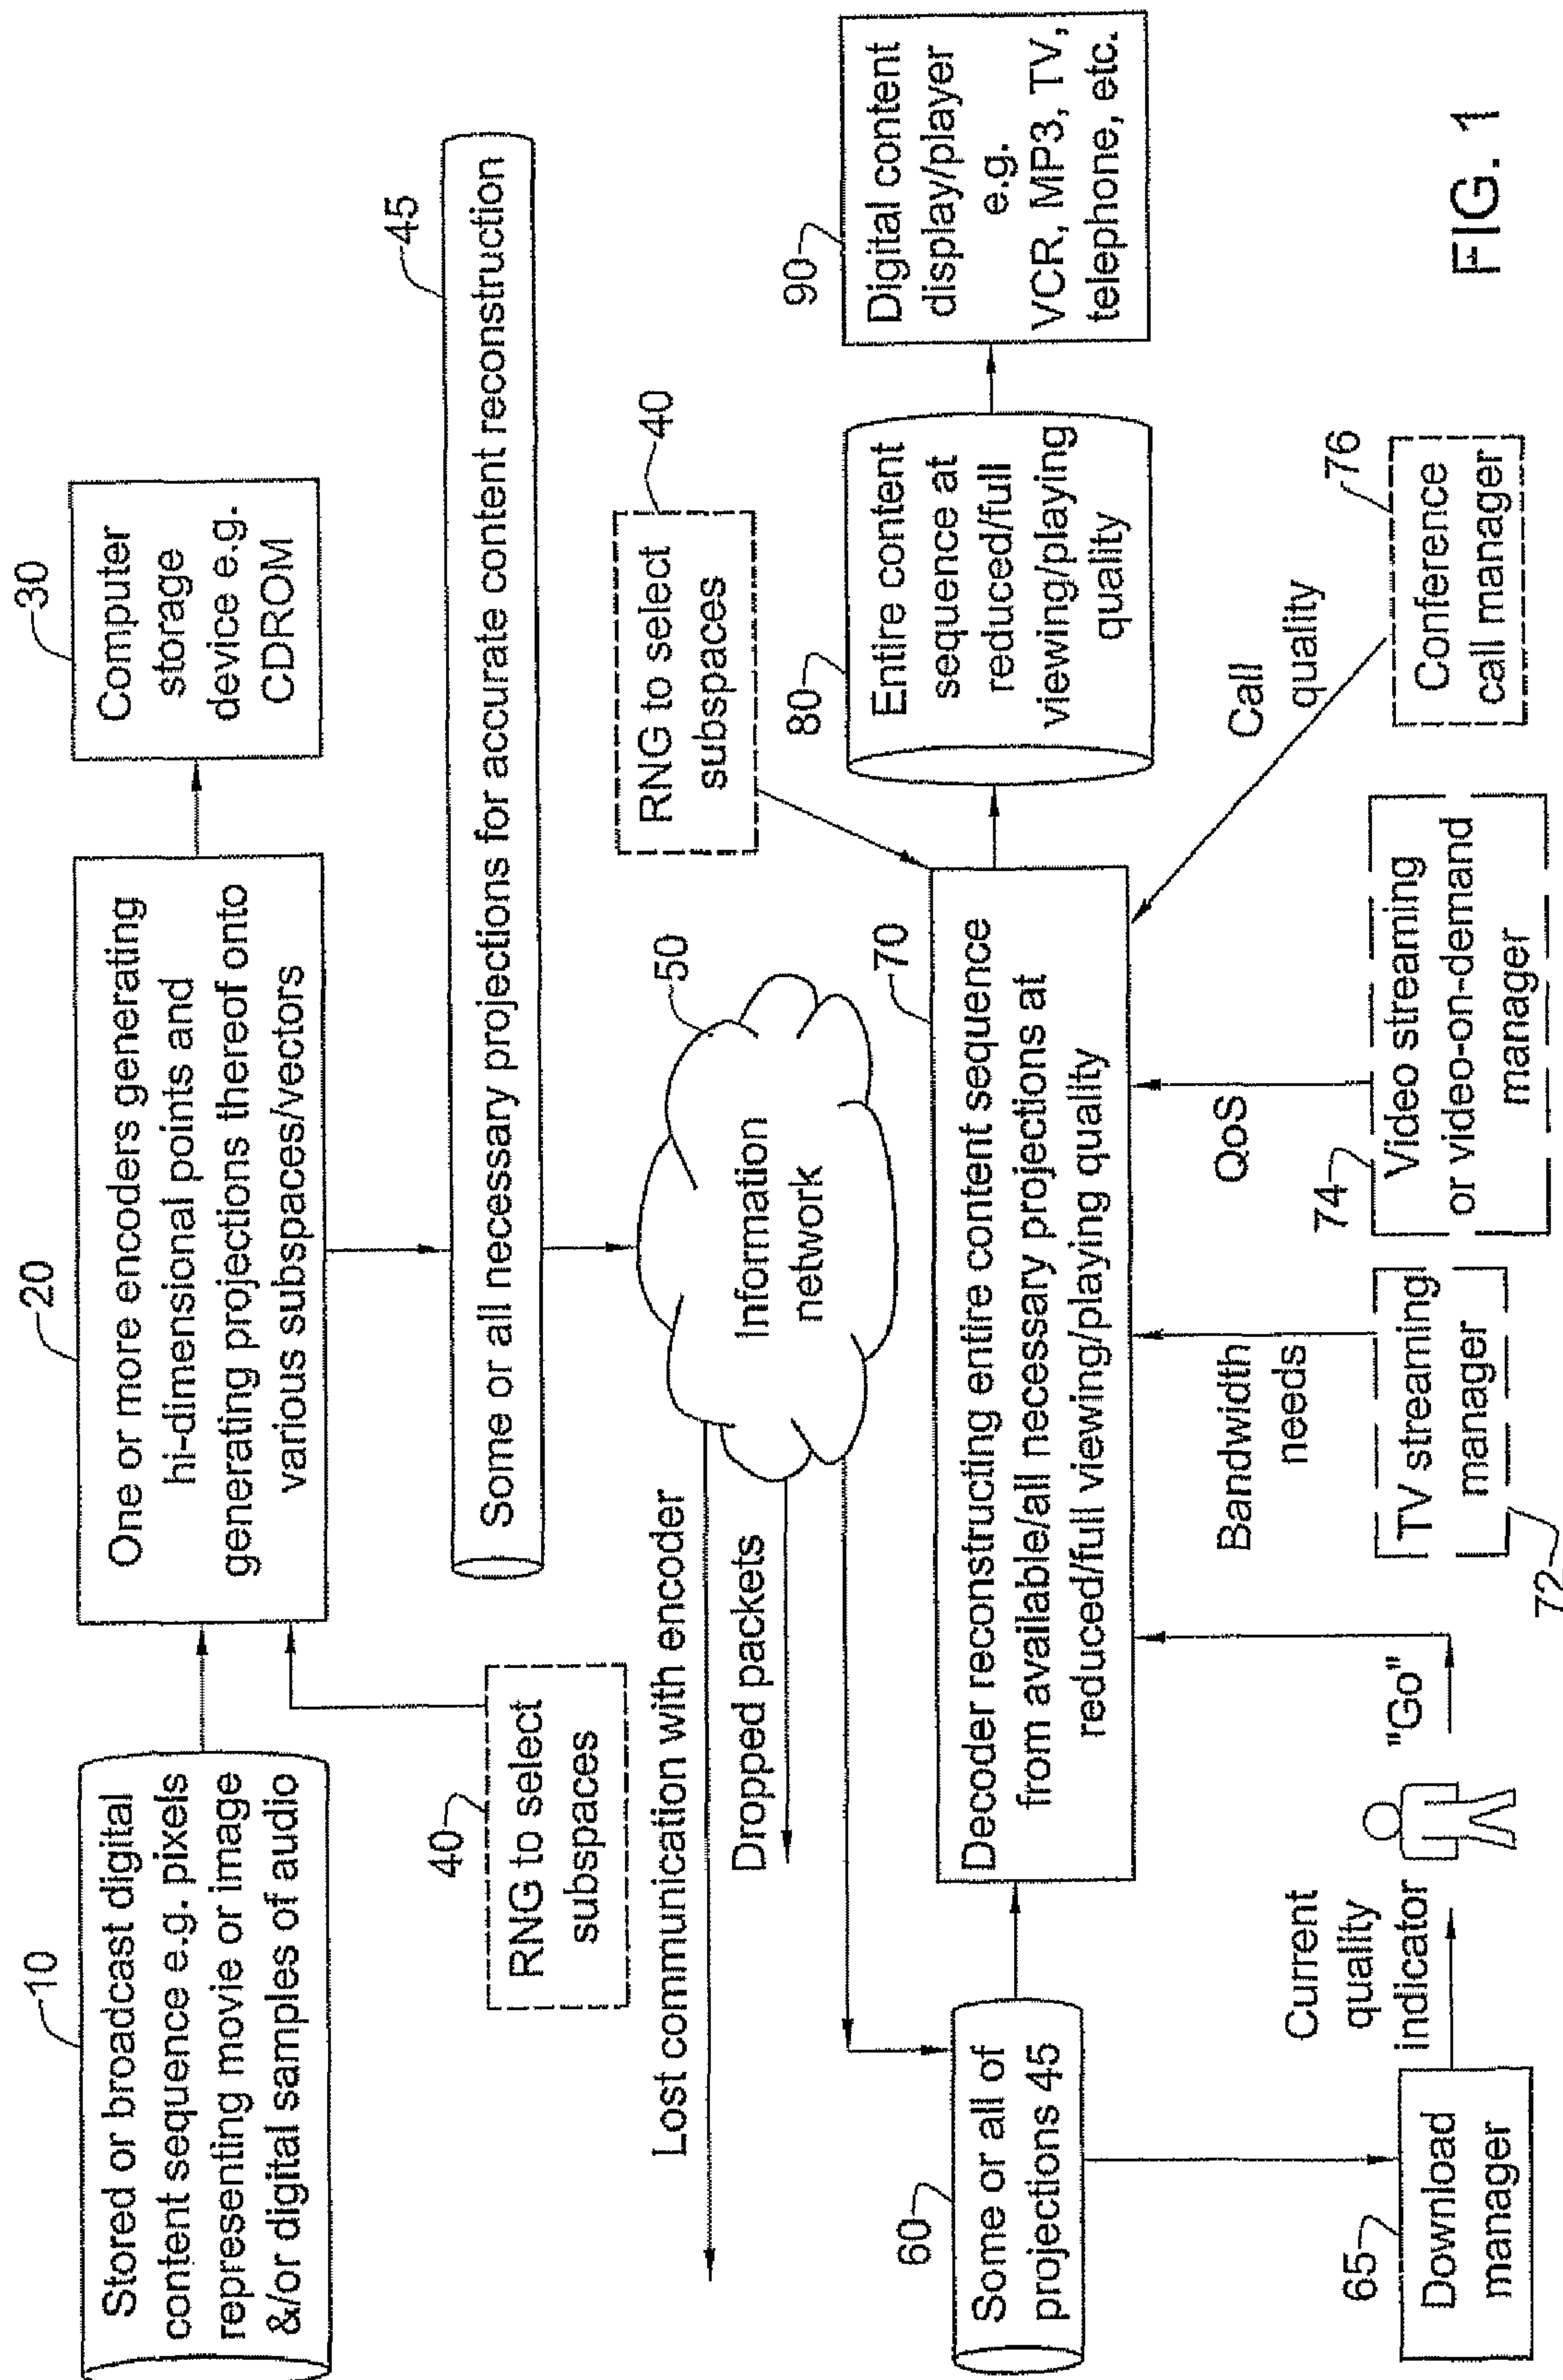 10
Stored or broadcast digital
content sequence e.g. pixels
representing movie or image
&/or digital samples of audio
20
One or more encoders generating
hi-dimensional points and
generating projections thereof onto
various subspaces/vectors
30
Computer
storage
device e.g.
CDROM
40
RNG to select
subspaces
45
Some or all necessary projections for accurate content reconstruction
Lost communication with encoder
Dropped packets
50
Information
network
40
RNG to select
subspaces
60
Some or all of
projections 45
70
Decoder reconstructing entire content sequence
from available/all necessary projections at
reduced/full viewing/playing quality
80
Entire content
sequence at
reduced/full
viewing/playing
quality
90
Digital content
display/player
e.g.
VCR, MP3, TV,
telephone, etc.
65
Download
manager
Current
quality
indicator
"Go"
Bandwidth
needs
72
TV streaming
manager
QoS
74
Video streaming
or video-on-demand
manager
Call
quality
76
Conference
call manager
FIG. 1